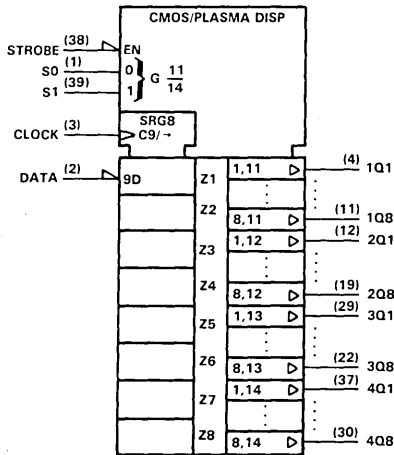 CMOS/PLASMA DISP
STROBE (38) EN
S0 (1) 0
G 11/14
S1 (39) 1
SRG8
CLOCK (3) C9/→
DATA (2) 9D
Z1 1,11 ▷ (4) 1Q1
Z2 8,11 ▷ (11) 1Q8
1,12 ▷ (12) 2Q1
Z3
Z4 8,12 ▷ (19) 2Q8
Z5 1,13 ▷ (29) 3Q1
Z6 8,13 ▷ (22) 3Q8
Z7 1,14 ▷ (37) 4Q1
Z8 8,14 ▷ (30) 4Q8